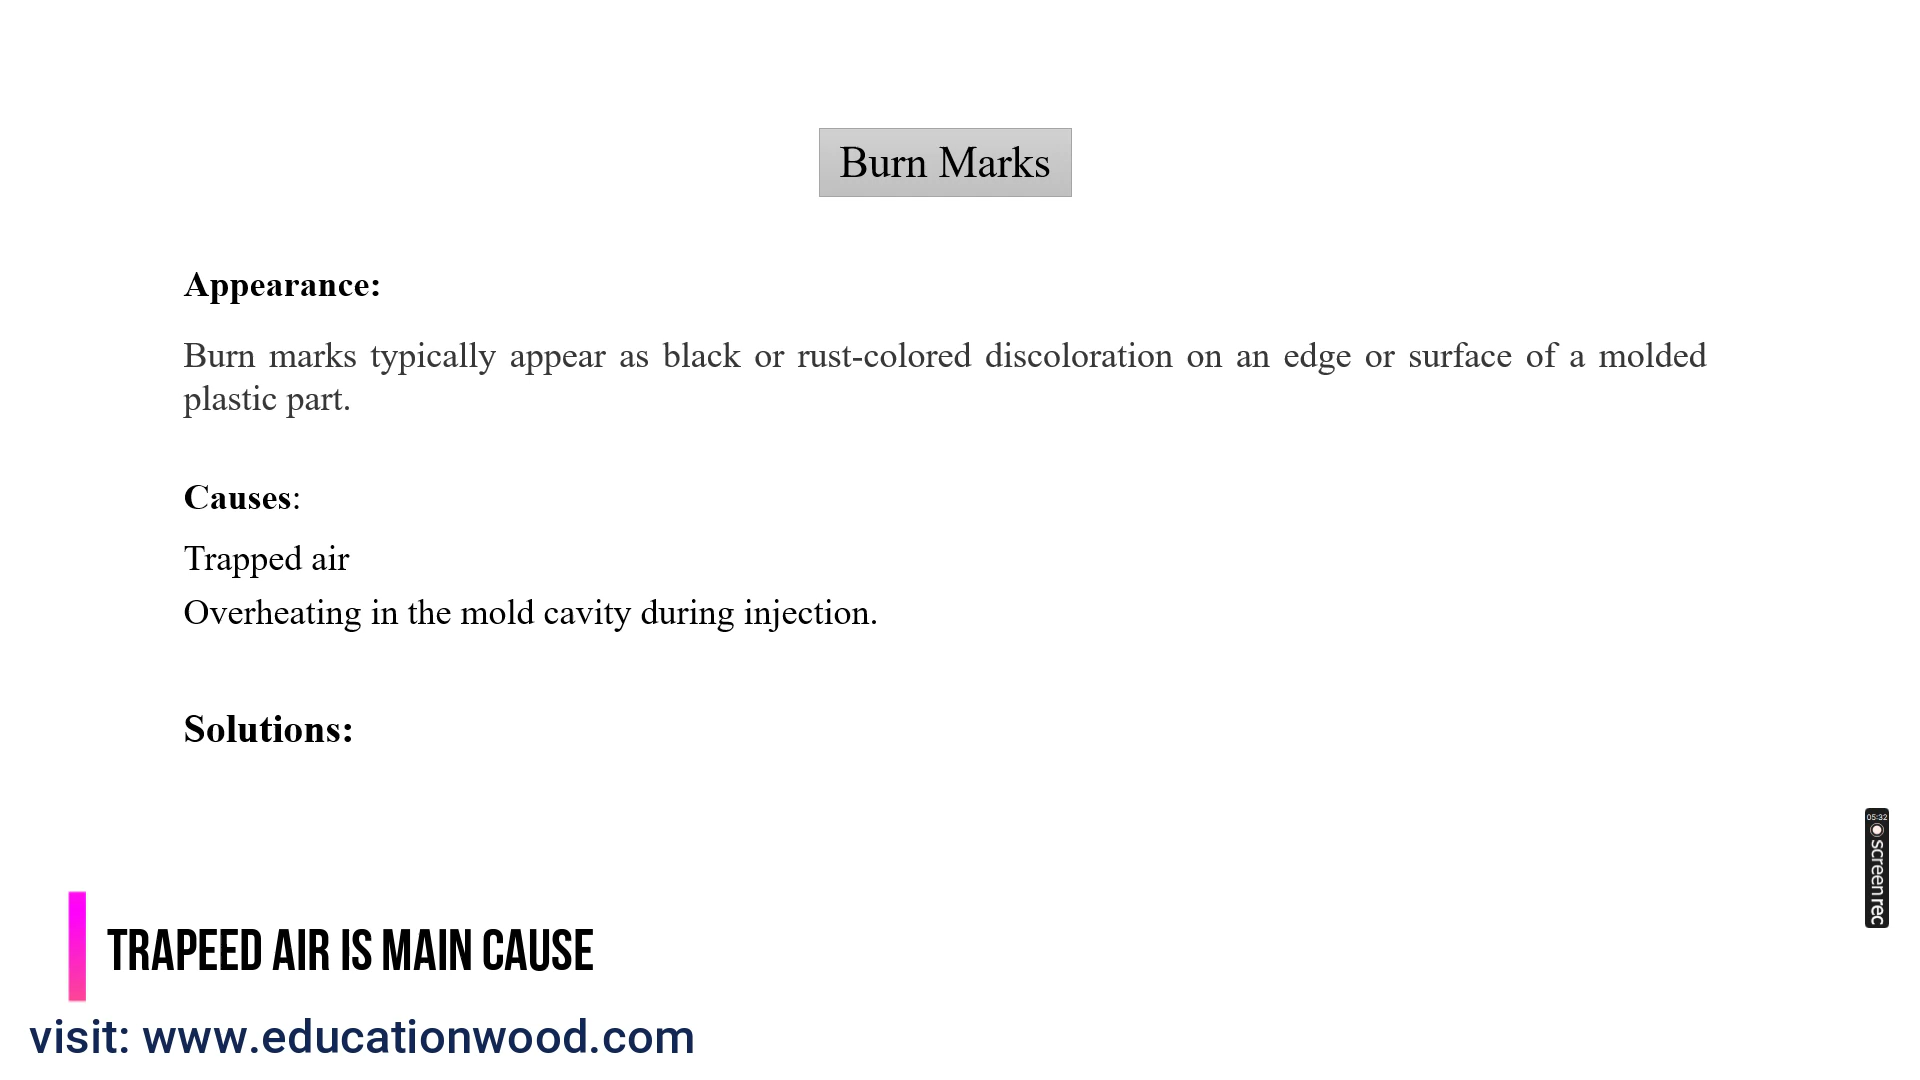 Burn Marks
Appearance:
Burn marks typically appear as black or rust-colored discoloration on an edge or surface of a molded
plastic part.
Causes:
Trapped air
Overheating in the mold cavity during injection.
Solutions:
05:32
screenrec
TRAPEED AIR IS MAIN CAUSE
visit: www.educationwood.com